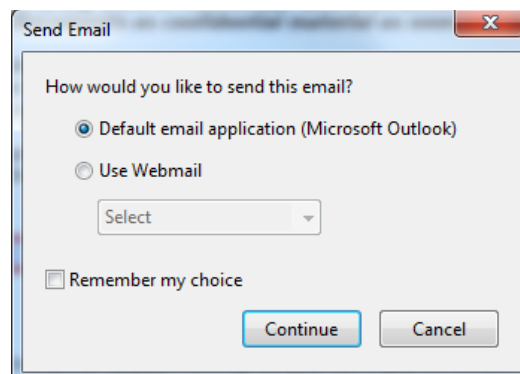 Send Email
How would you like to send this email?
Default email application (Microsoft Outlook)
Use Webmail
Select
Remember my choice
Continue
Cancel